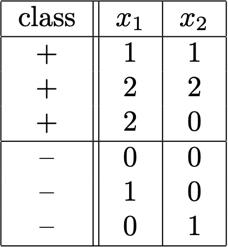 class x₁ x₂
+ 1 1
+ 2 2
+ 2 0
− 0 0
− 1 0
− 0 1